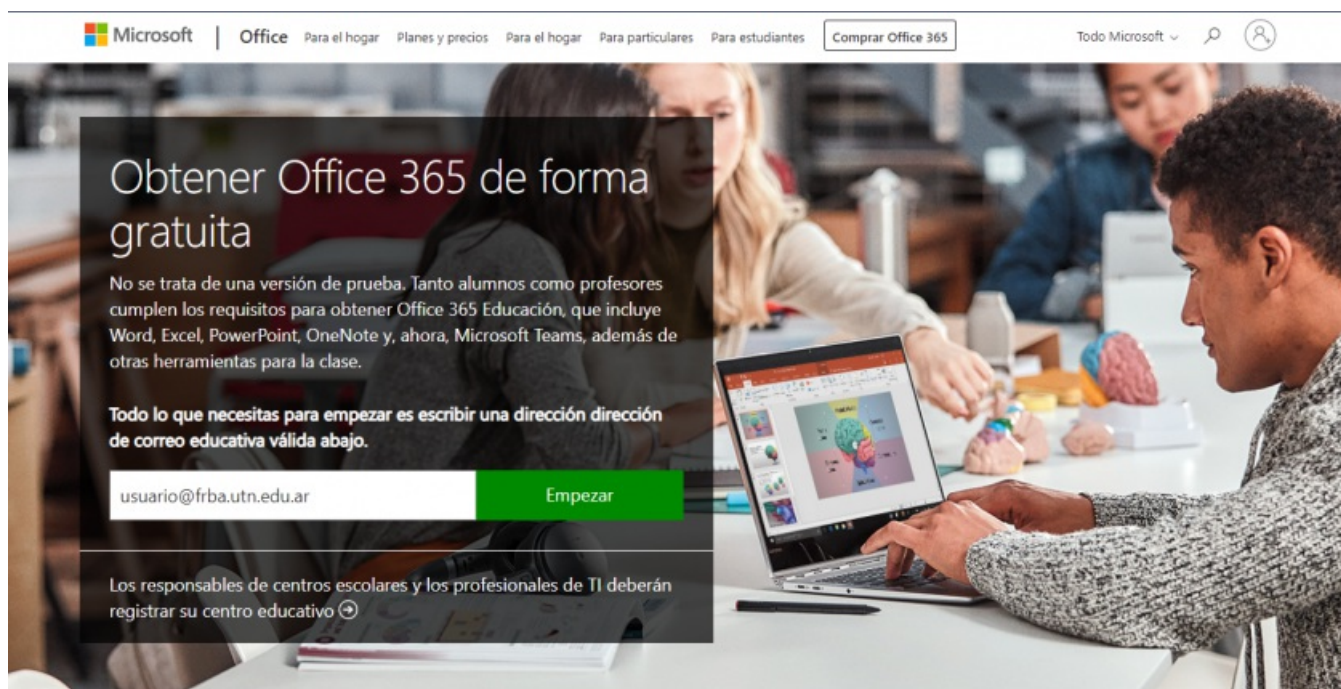 Microsoft | Office Para el hogar Planes y precios Para el hogar Para particulares Para estudiantes Comprar Office 365 Todo Microsoft
Obtener Office 365 de forma
gratuita
No se trata de una versión de prueba. Tanto alumnos como profesores
cumplen los requisitos para obtener Office 365 Educación, que incluye
Word, Excel, PowerPoint, OneNote y, ahora, Microsoft Teams, además de
otras herramientas para la clase.
Todo lo que necesitas para empezar es escribir una dirección dirección
de correo educativa válida abajo.
usuario@frba.utn.edu.ar Empezar
Los responsables de centros escolares y los profesionales de TI deberán
registrar su centro educativo